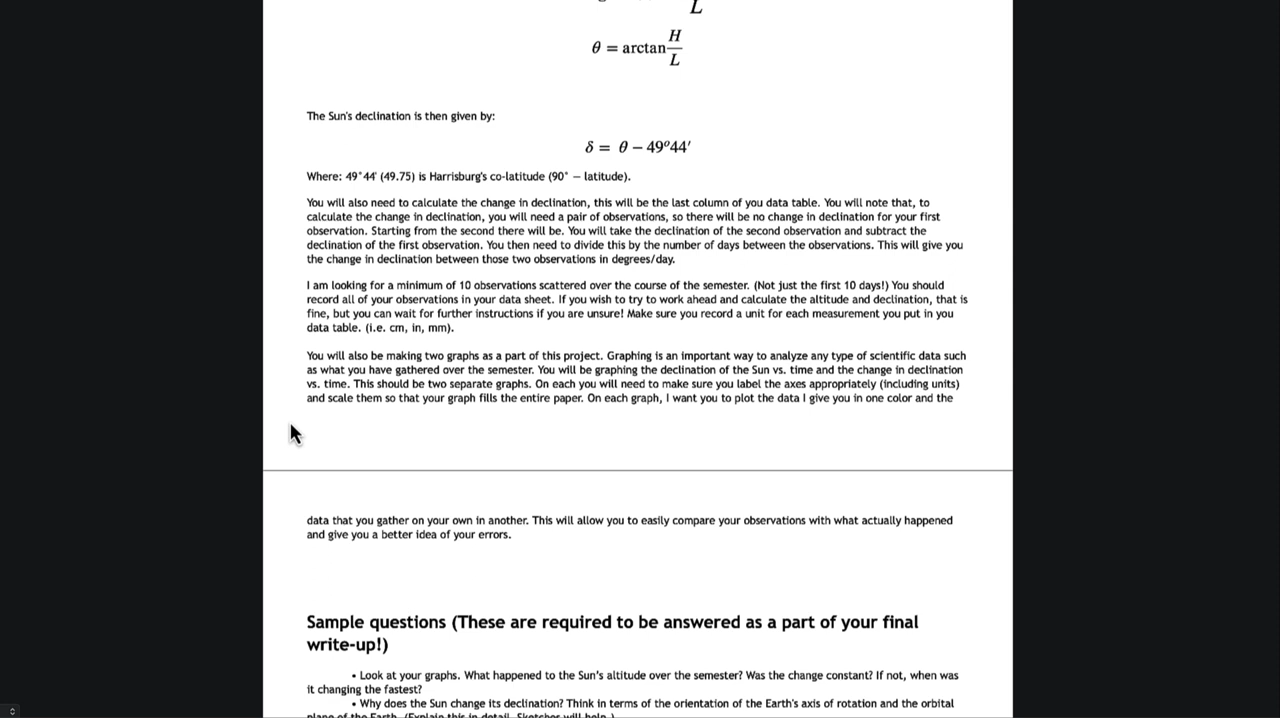 L
θ = arctan H/L
The Sun's declination is then given by:
δ = θ − 49º44′
Where: 49°44' (49.75) is Harrisburg's co-latitude (90° − latitude).
You will also need to calculate the change in declination, this will be the last column of you data table. You will note that, to
calculate the change in declination, you will need a pair of observations, so there will be no change in declination for your first
observation. Starting from the second there will be. You will take the declination of the second observation and subtract the
declination of the first observation. You then need to divide this by the number of days between the observations. This will give you
the change in declination between those two observations in degrees/day.
I am looking for a minimum of 10 observations scattered over the course of the semester. (Not just the first 10 days!) You should
record all of your observations in your data sheet. If you wish to try to work ahead and calculate the altitude and declination, that is
fine, but you can wait for further instructions if you are unsure! Make sure you record a unit for each measurement you put in you
data table. (i.e. cm, in, mm).
You will also be making two graphs as a part of this project. Graphing is an important way to analyze any type of scientific data such
as what you have gathered over the semester. You will be graphing the declination of the Sun vs. time and the change in declination
vs. time. This should be two separate graphs. On each you will need to make sure you label the axes appropriately (including units)
and scale them so that your graph fills the entire paper. On each graph, I want you to plot the data I give you in one color and the
data that you gather on your own in another. This will allow you to easily compare your observations with what actually happened
and give you a better idea of your errors.
Sample questions (These are required to be answered as a part of your final
write-up!)
• Look at your graphs. What happened to the Sun's altitude over the semester? Was the change constant? If not, when was
it changing the fastest?
• Why does the Sun change its declination? Think in terms of the orientation of the Earth's axis of rotation and the orbital
plane of the Earth. (Explain this in detail. Sketches will help.)